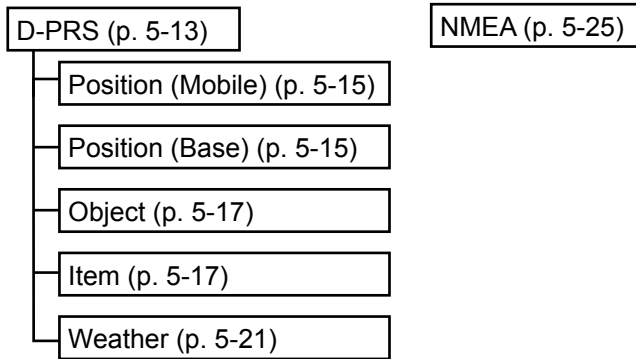 D-PRS (p. 5-13)
Position (Mobile) (p. 5-15)
Position (Base) (p. 5-15)
Object (p. 5-17)
Item (p. 5-17)
Weather (p. 5-21)
NMEA (p. 5-25)